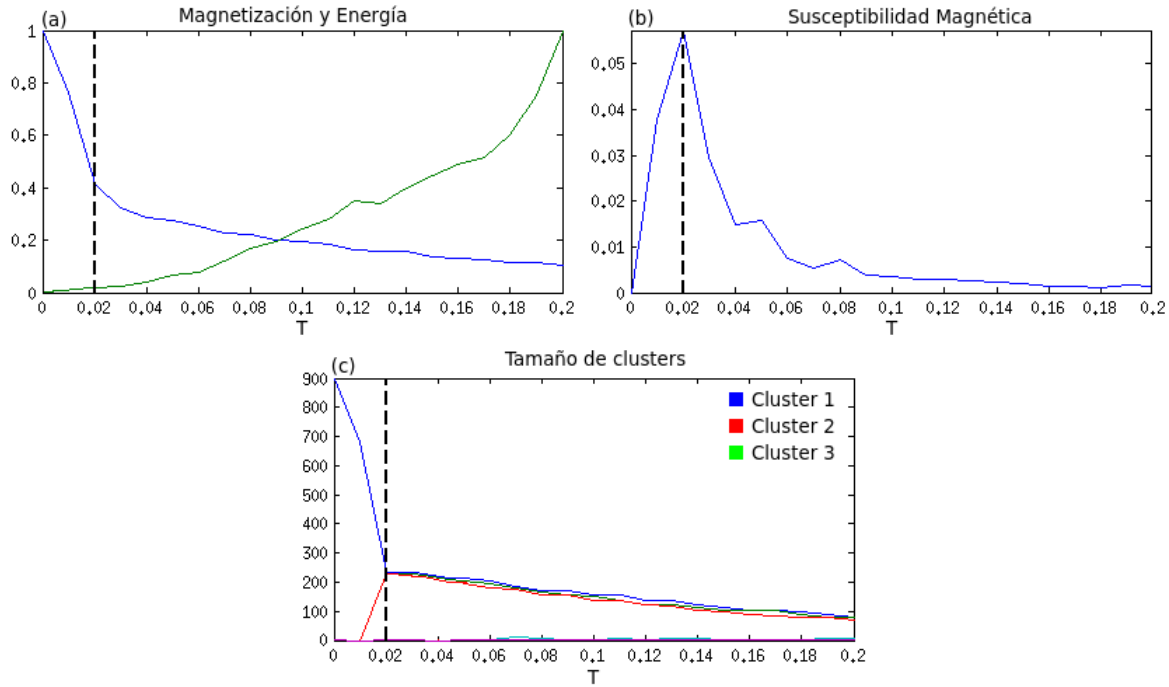 (a) Magnetización y Energía
1
0.8
0.6
0.4
0.2
0
0 0.02 0.04 0.06 0.08 0.1 0.12 0.14 0.16 0.18 0.2
T
(b) Susceptibilidad Magnética
0.05
0.04
0.03
0.02
0.01
0
0 0.02 0.04 0.06 0.08 0.1 0.12 0.14 0.16 0.18 0.2
T
(c) Tamaño de clusters
900
800
700
600
500
400
300
200
100
0
Cluster 1
Cluster 2
Cluster 3
0 0.02 0.04 0.06 0.08 0.1 0.12 0.14 0.16 0.18 0.2
T